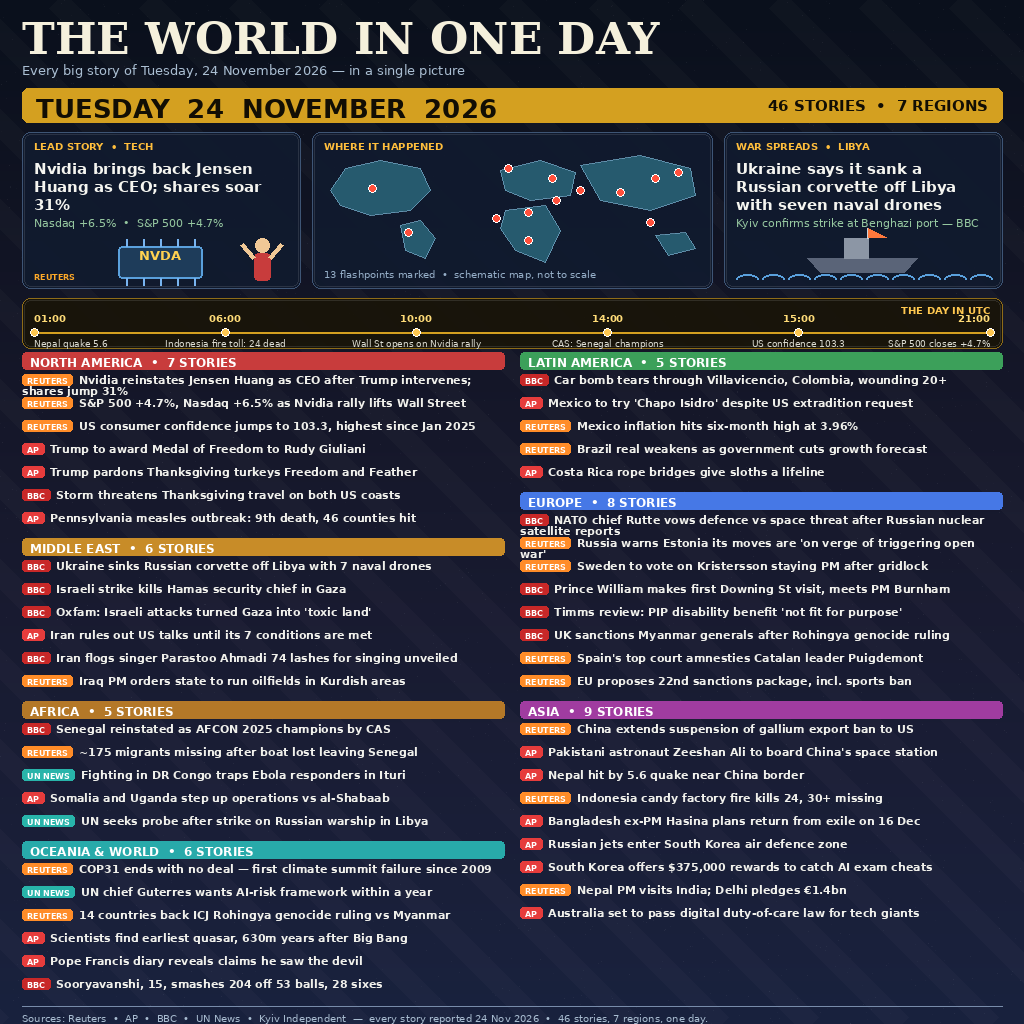 THE WORLD IN ONE DAY
Every big story of Tuesday, 24 November 2026 — in a single picture
TUESDAY 24 NOVEMBER 2026
46 STORIES • 7 REGIONS
LEAD STORY • TECH
Nvidia brings back Jensen
Huang as CEO; shares soar
31%
Nasdaq +6.5% • S&P 500 +4.7%
NVDA
REUTERS
WHERE IT HAPPENED
13 flashpoints marked • schematic map, not to scale
WAR SPREADS • LIBYA
Ukraine says it sank a
Russian corvette off Libya
with seven naval drones
Kyiv confirms strike at Benghazi port — BBC
THE DAY IN UTC
01:00 06:00 10:00 14:00 15:00 21:00
Nepal quake 5.6 Indonesia fire toll: 24 dead Wall St opens on Nvidia rally CAS: Senegal champions US confidence 103.3 S&P 500 closes +4.7%
NORTH AMERICA • 7 STORIES
REUTERS Nvidia reinstates Jensen Huang as CEO after Trump intervenes;
shares jump 31%
REUTERS S&P 500 +4.7%, Nasdaq +6.5% as Nvidia rally lifts Wall Street
REUTERS US consumer confidence jumps to 103.3, highest since Jan 2025
AP Trump to award Medal of Freedom to Rudy Giuliani
AP Trump pardons Thanksgiving turkeys Freedom and Feather
BBC Storm threatens Thanksgiving travel on both US coasts
AP Pennsylvania measles outbreak: 9th death, 46 counties hit
MIDDLE EAST • 6 STORIES
BBC Ukraine sinks Russian corvette off Libya with 7 naval drones
BBC Israeli strike kills Hamas security chief in Gaza
BBC Oxfam: Israeli attacks turned Gaza into 'toxic land'
AP Iran rules out US talks until its 7 conditions are met
BBC Iran flogs singer Parastoo Ahmadi 74 lashes for singing unveiled
REUTERS Iraq PM orders state to run oilfields in Kurdish areas
AFRICA • 5 STORIES
BBC Senegal reinstated as AFCON 2025 champions by CAS
REUTERS ~175 migrants missing after boat lost leaving Senegal
UN NEWS Fighting in DR Congo traps Ebola responders in Ituri
AP Somalia and Uganda step up operations vs al-Shabaab
UN NEWS UN seeks probe after strike on Russian warship in Libya
OCEANIA & WORLD • 6 STORIES
REUTERS COP31 ends with no deal — first climate summit failure since 2009
UN NEWS UN chief Guterres wants AI-risk framework within a year
REUTERS 14 countries back ICJ Rohingya genocide ruling vs Myanmar
AP Scientists find earliest quasar, 630m years after Big Bang
AP Pope Francis diary reveals claims he saw the devil
BBC Sooryavanshi, 15, smashes 204 off 53 balls, 28 sixes
LATIN AMERICA • 5 STORIES
BBC Car bomb tears through Villavicencio, Colombia, wounding 20+
AP Mexico to try 'Chapo Isidro' despite US extradition request
REUTERS Mexico inflation hits six-month high at 3.96%
REUTERS Brazil real weakens as government cuts growth forecast
AP Costa Rica rope bridges give sloths a lifeline
EUROPE • 8 STORIES
BBC NATO chief Rutte vows defence vs space threat after Russian nuclear
satellite reports
REUTERS Russia warns Estonia its moves are 'on verge of triggering open
war'
REUTERS Sweden to vote on Kristersson staying PM after gridlock
BBC Prince William makes first Downing St visit, meets PM Burnham
BBC Timms review: PIP disability benefit 'not fit for purpose'
BBC UK sanctions Myanmar generals after Rohingya genocide ruling
REUTERS Spain's top court amnesties Catalan leader Puigdemont
REUTERS EU proposes 22nd sanctions package, incl. sports ban
ASIA • 9 STORIES
REUTERS China extends suspension of gallium export ban to US
AP Pakistani astronaut Zeeshan Ali to board China's space station
AP Nepal hit by 5.6 quake near China border
REUTERS Indonesia candy factory fire kills 24, 30+ missing
AP Bangladesh ex-PM Hasina plans return from exile on 16 Dec
AP Russian jets enter South Korea air defence zone
AP South Korea offers $375,000 rewards to catch AI exam cheats
REUTERS Nepal PM visits India; Delhi pledges €1.4bn
AP Australia set to pass digital duty-of-care law for tech giants
Sources: Reuters • AP • BBC • UN News • Kyiv Independent — every story reported 24 Nov 2026 • 46 stories, 7 regions, one day.